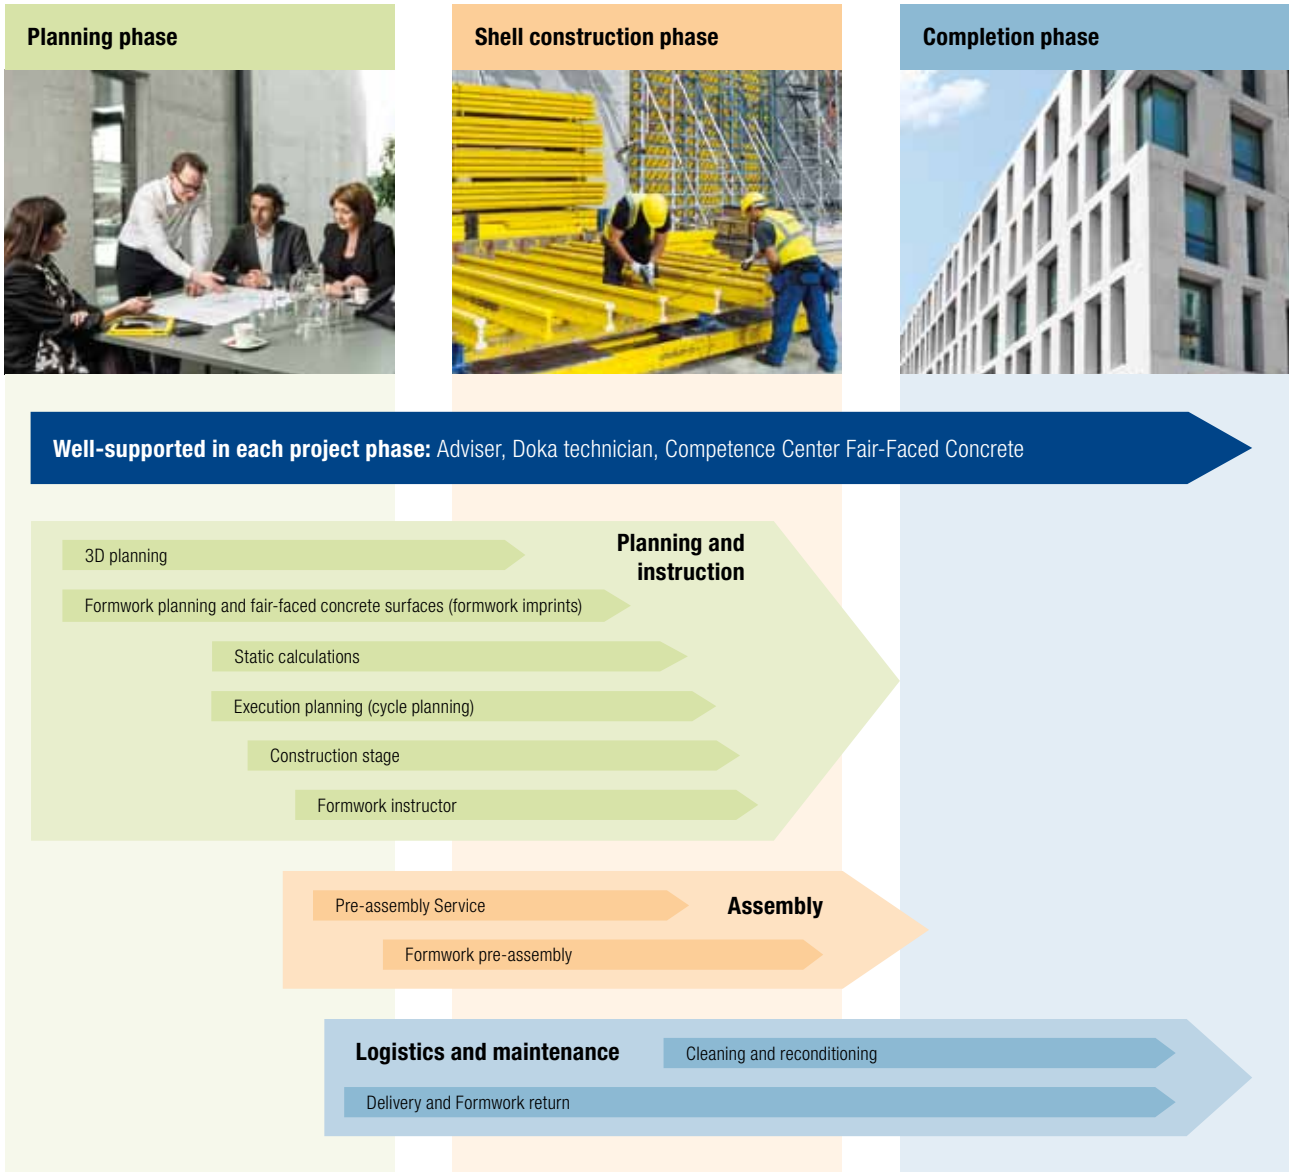 Planning phase
Shell construction phase
Completion phase
Well-supported in each project phase: Adviser, Doka technician, Competence Center Fair-Faced Concrete
Planning and
instruction
3D planning
Formwork planning and fair-faced concrete surfaces (formwork imprints)
Static calculations
Execution planning (cycle planning)
Construction stage
Formwork instructor
Assembly
Pre-assembly Service
Formwork pre-assembly
Logistics and maintenance
Cleaning and reconditioning
Delivery and Formwork return